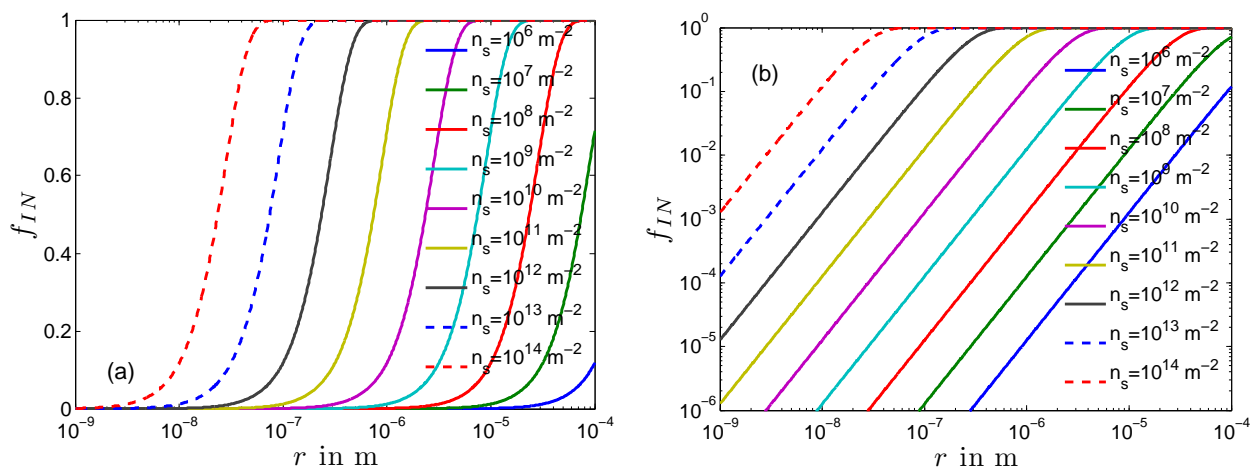 1
0.8
0.6
0.4
0.2
0
f_IN
(a)
n_s=10^6 m^−2
n_s=10^7 m^−2
n_s=10^8 m^−2
n_s=10^9 m^−2
n_s=10^10 m^−2
n_s=10^11 m^−2
n_s=10^12 m^−2
n_s=10^13 m^−2
n_s=10^14 m^−2
10^−9 10^−8 10^−7 10^−6 10^−5 10^−4
r in m
10^0
10^−1
10^−2
10^−3
10^−4
10^−5
10^−6
f_IN
(b)
n_s=10^6 m^−2
n_s=10^7 m^−2
n_s=10^8 m^−2
n_s=10^9 m^−2
n_s=10^10 m^−2
n_s=10^11 m^−2
n_s=10^12 m^−2
n_s=10^13 m^−2
n_s=10^14 m^−2
10^−9 10^−8 10^−7 10^−6 10^−5 10^−4
r in m